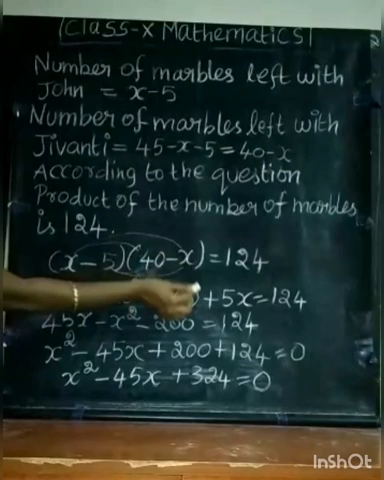 Class-X Mathematics
Number of marbles left with
John = x-5
Number of marbles left with
Jivanti = 45-x-5 = 40-x
According to the question
Product of the number of marbles
is 124.
(x-5)(40-x)=124
+5x=124
45x-x²-200=124
x²-45x+200+124=0
x²-45x+324=0
InShOt